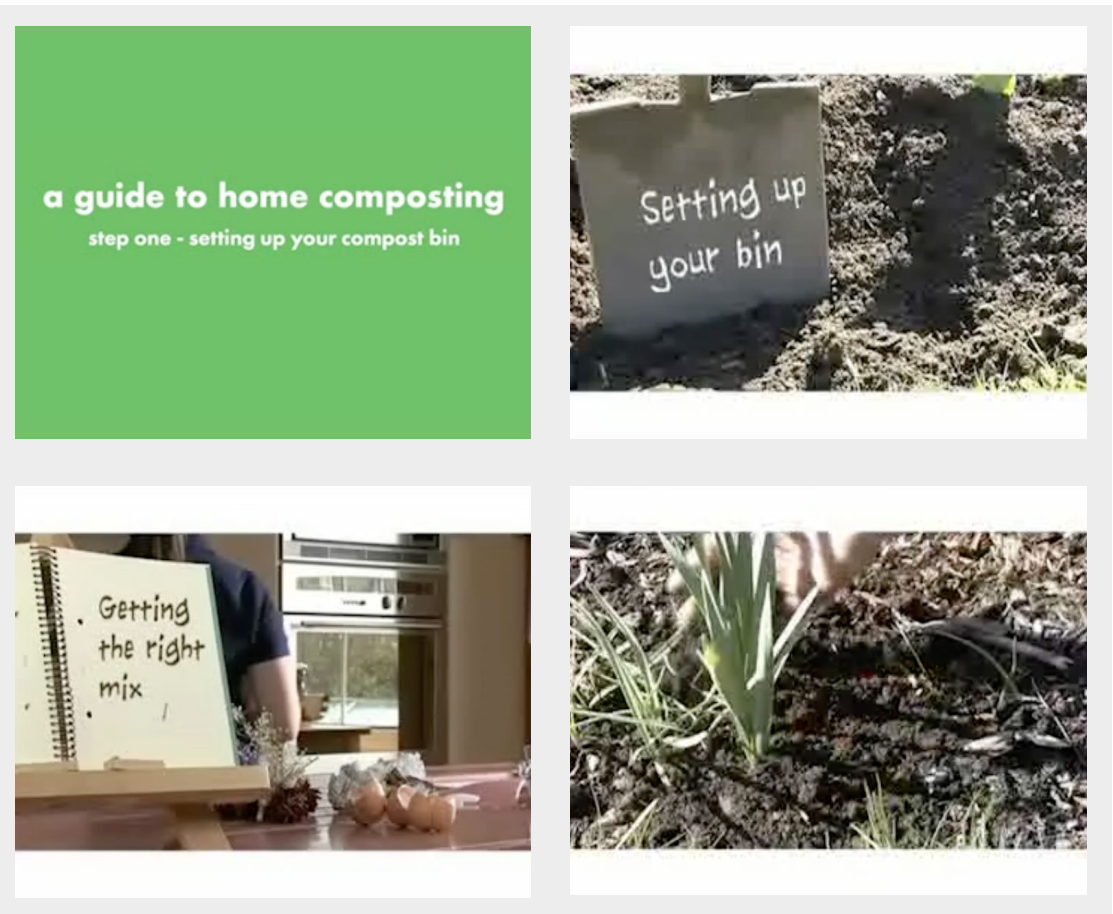 a guide to home composting
step one - setting up your compost bin
Setting up
your bin
Getting
the right
mix